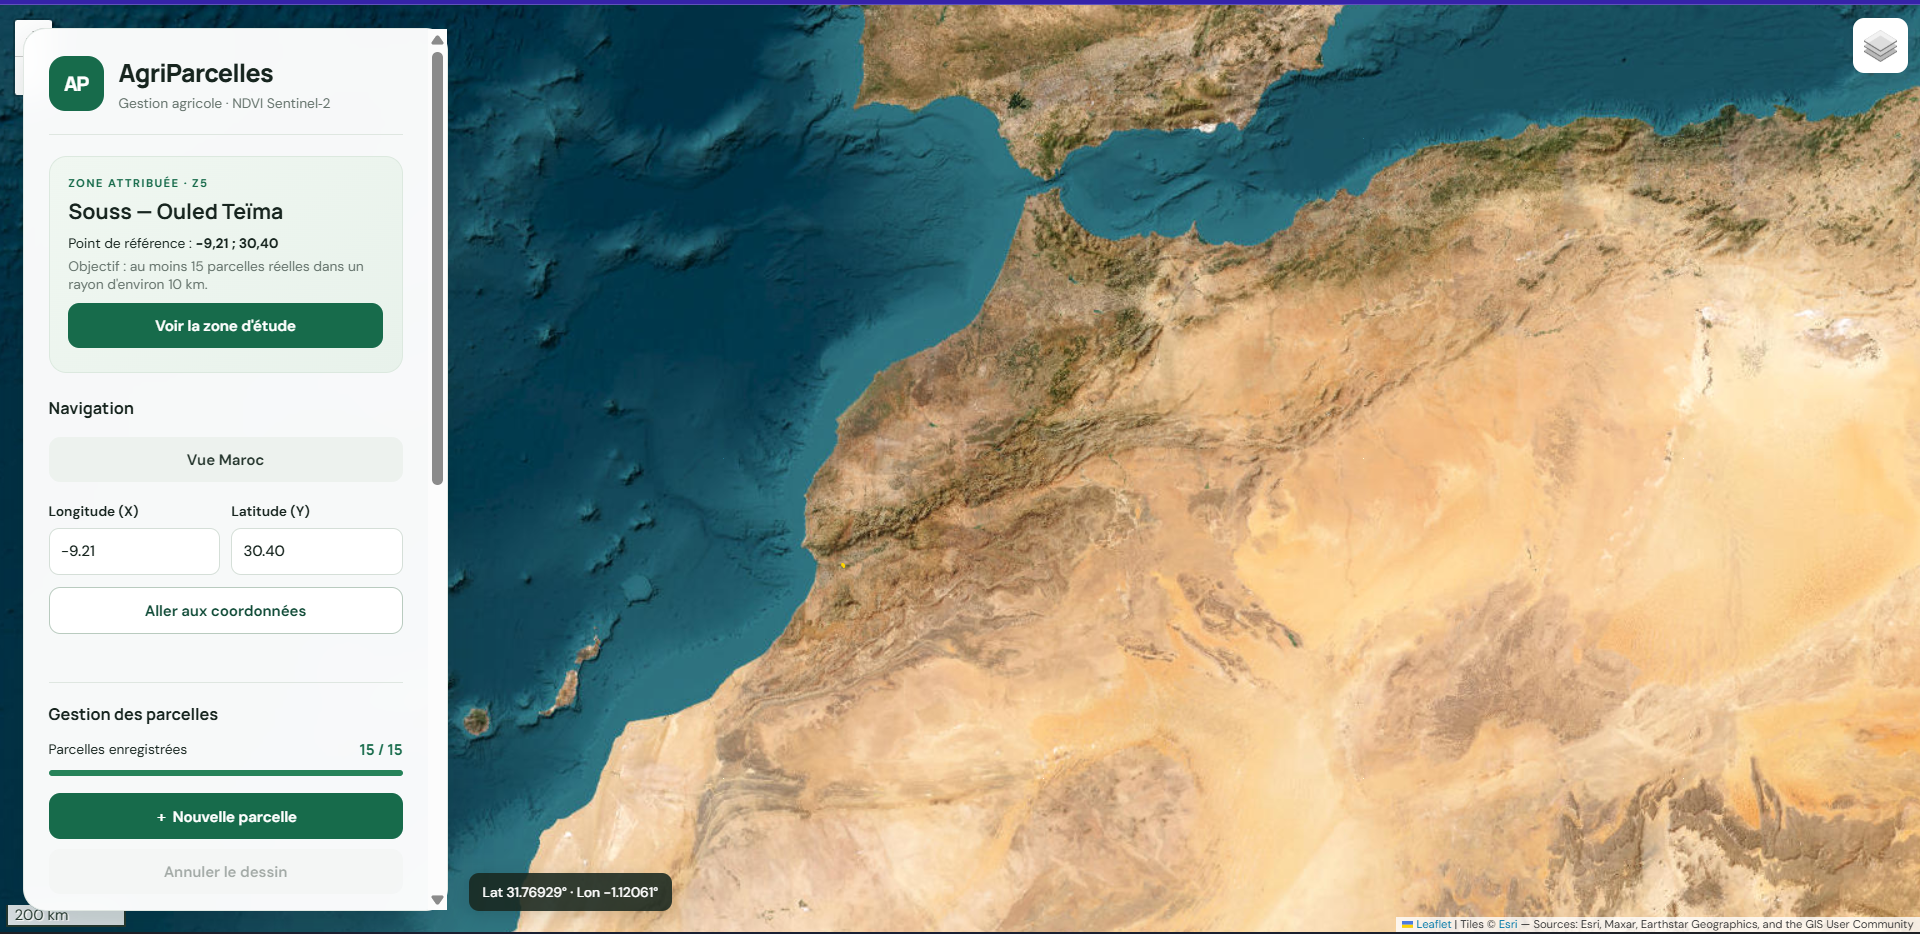 AP
AgriParcelles
Gestion agricole · NDVI Sentinel-2
ZONE ATTRIBUÉE · Z5
Souss — Ouled Teïma
Point de référence : -9,21 ; 30,40
Objectif : au moins 15 parcelles réelles dans un
rayon d'environ 10 km.
Voir la zone d'étude
Navigation
Vue Maroc
Longitude (X)
Latitude (Y)
-9.21
30.40
Aller aux coordonnées
Gestion des parcelles
Parcelles enregistrées
15 / 15
+ Nouvelle parcelle
Annuler le dessin
200 km
Lat 31.76929° · Lon -1.12061°
Leaflet | Tiles © Esri — Sources: Esri, Maxar, Earthstar Geographics, and the GIS User Community